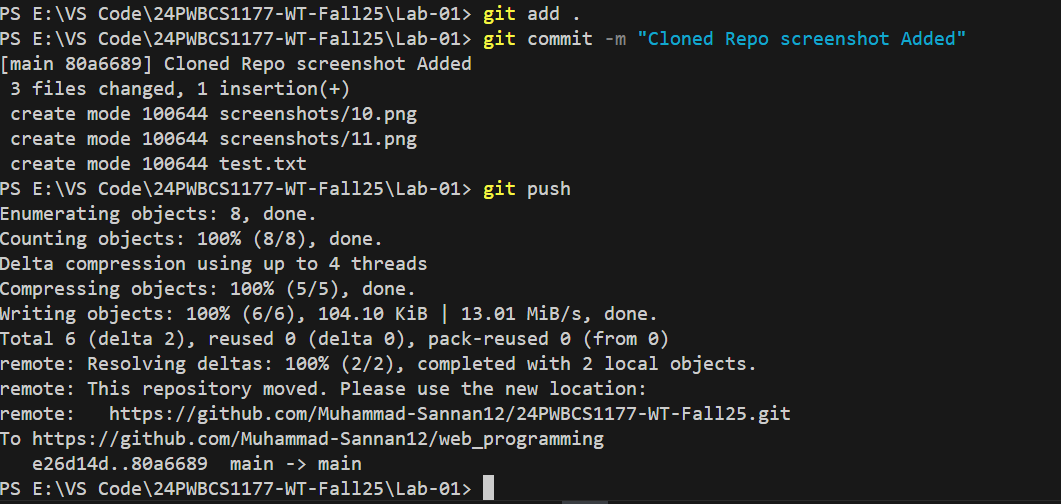 PS E:\VS Code\24PWBCS1177-WT-Fall25\Lab-01> git add .
PS E:\VS Code\24PWBCS1177-WT-Fall25\Lab-01> git commit -m "Cloned Repo screenshot Added"
[main 80a6689] Cloned Repo screenshot Added
 3 files changed, 1 insertion(+)
 create mode 100644 screenshots/10.png
 create mode 100644 screenshots/11.png
 create mode 100644 test.txt
PS E:\VS Code\24PWBCS1177-WT-Fall25\Lab-01> git push
Enumerating objects: 8, done.
Counting objects: 100% (8/8), done.
Delta compression using up to 4 threads
Compressing objects: 100% (5/5), done.
Writing objects: 100% (6/6), 104.10 KiB | 13.01 MiB/s, done.
Total 6 (delta 2), reused 0 (delta 0), pack-reused 0 (from 0)
remote: Resolving deltas: 100% (2/2), completed with 2 local objects.
remote: This repository moved. Please use the new location:
remote:   https://github.com/Muhammad-Sannan12/24PWBCS1177-WT-Fall25.git
To https://github.com/Muhammad-Sannan12/web_programming
   e26d14d..80a6689  main -> main
PS E:\VS Code\24PWBCS1177-WT-Fall25\Lab-01>